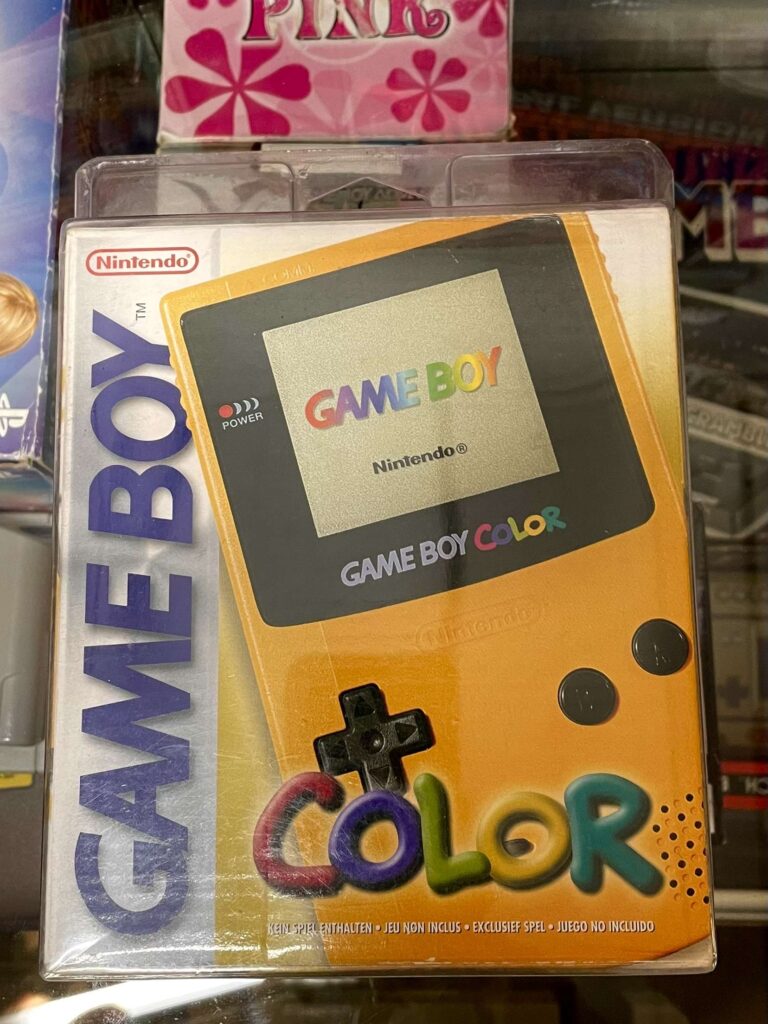 PINK
Nintendo®
GAME BOY™
COMM.
POWER
GAME BOY
Nintendo®
GAME BOY COLOR
Nintendo
A
B
COLOR
KEIN SPIEL ENTHALTEN • JEU NON INCLUS • EXCLUSIEF SPEL • JUEGO NO INCLUIDO